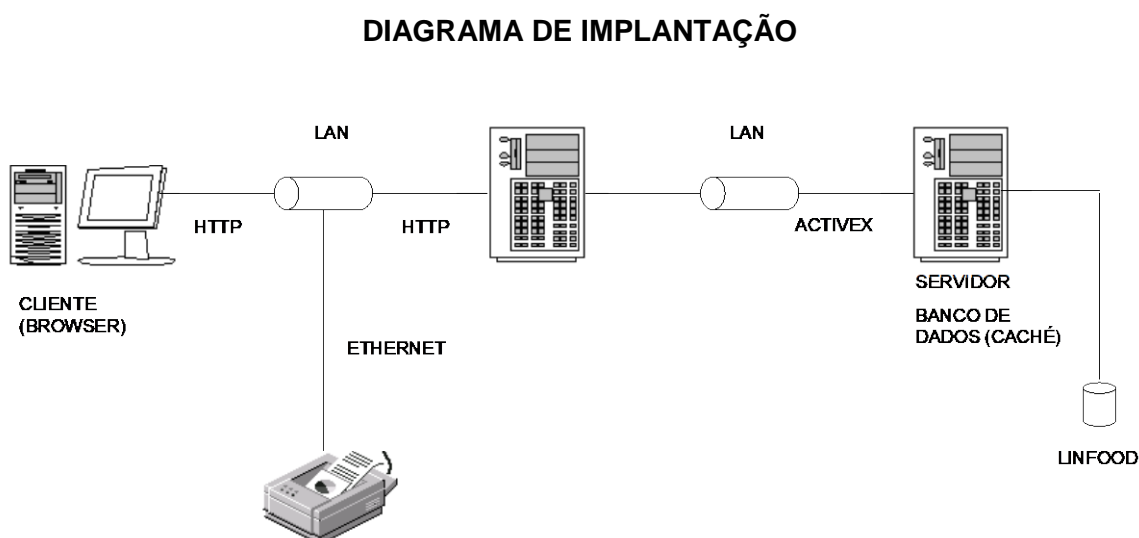 DIAGRAMA DE IMPLANTAÇÃO
LAN
LAN
HTTP
HTTP
ACTIVEX
CLIENTE
(BROWSER)
SERVIDOR
BANCO DE
DADOS (CACHÉ)
ETHERNET
LINFOOD